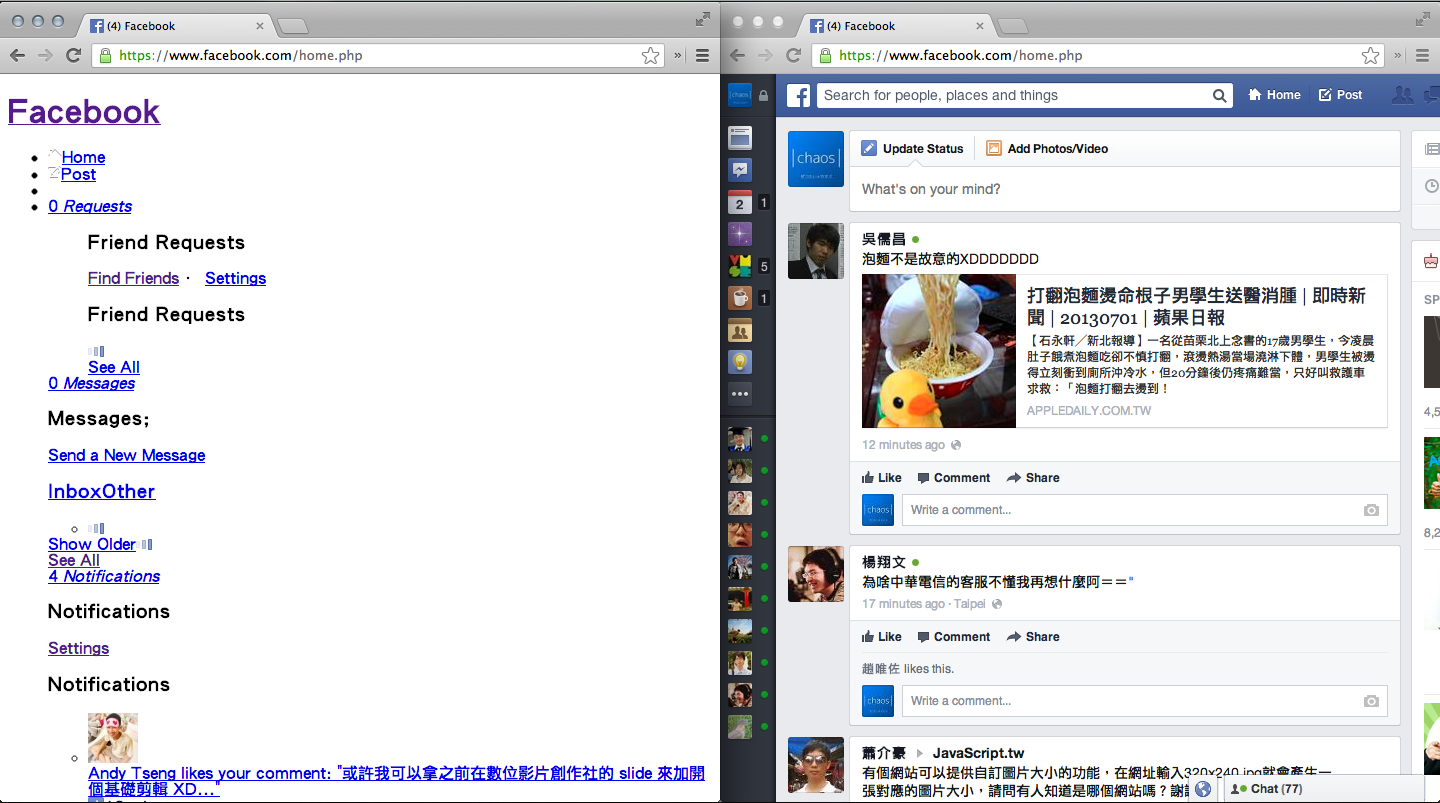 (4) Facebook
https://www.facebook.com/home.php
Facebook
Home
Post
0 Requests
Friend Requests
Find Friends · Settings
Friend Requests
See All
0 Messages
Messages;
Send a New Message
InboxOther
Show Older
See All
4 Notifications
Notifications
Settings
Notifications
Andy Tseng likes your comment: "或許我可以拿之前在數位影片創作社的 slide 來加開
個基礎剪輯 XD..."
(4) Facebook
https://www.facebook.com/home.php
|chaos|
Search for people, places and things
Home
Post
2
1
5
1
|chaos|
Update Status
Add Photos/Video
What's on your mind?
吳儒昌
泡麵不是故意的XDDDDDDD
打翻泡麵燙命根子男學生送醫消腫 | 即時新
聞 | 20130701 | 蘋果日報
【石永軒／新北報導】一名從苗栗北上念書的17歲男學生，今凌晨
肚子餓煮泡麵吃卻不慎打翻，滾燙熱湯當場澆淋下體，男學生被燙
得立刻衝到廁所沖冷水，但20分鐘後仍疼痛難當，只好叫救護車
求救：「泡麵打翻去燙到！
APPLEDAILY.COM.TW
12 minutes ago
Like Comment Share
|chaos|
Write a comment...
楊翔文
為啥中華電信的客服不懂我再想什麼阿＝＝"
17 minutes ago · Taipei
Like Comment Share
趙唯佐 likes this.
|chaos|
Write a comment...
蕭介豪 JavaScript.tw
有個網站可以提供自訂圖片大小的功能，在網址輸入320x240.jpg就會產生一
張對應的圖片大小，請問有人知道是哪個網站嗎？謝
Chat (77)
SP
4,5
8,2